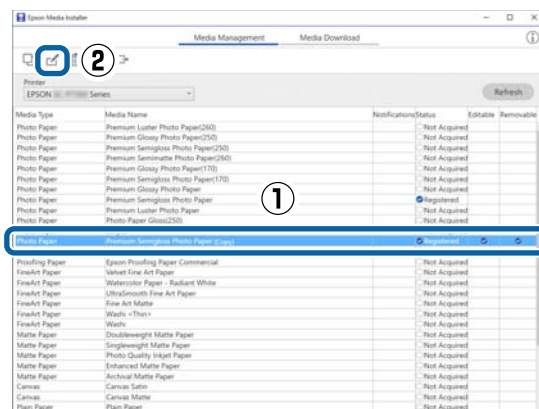 Epson Media Installer
Media Management Media Download
②
Printer
EPSON Series
Refresh
Media Type Media Name Notifications Status Editable Removable
Photo Paper Premium Luster Photo Paper(260) Not Acquired
Photo Paper Premium Glossy Photo Paper(250) Not Acquired
Photo Paper Premium Semigloss Photo Paper(250) Not Acquired
Photo Paper Premium Semimatte Photo Paper(260) Not Acquired
Photo Paper Premium Glossy Photo Paper(170) Not Acquired
Photo Paper Premium Semigloss Photo Paper(170) Not Acquired
Photo Paper Premium Glossy Photo Paper Not Acquired
Photo Paper Premium Semigloss Photo Paper Registered
Photo Paper Premium Luster Photo Paper Not Acquired
Photo Paper Photo Paper Gloss(250) Not Acquired
①
Photo Paper Premium Semigloss Photo Paper (Copy) Registered
Proofing Paper Epson Proofing Paper Commercial Not Acquired
FineArt Paper Velvet Fine Art Paper Not Acquired
FineArt Paper Watercolor Paper - Radiant White Not Acquired
FineArt Paper UltraSmooth Fine Art Paper Not Acquired
FineArt Paper Fine Art Matte Not Acquired
FineArt Paper Washi <Thin> Not Acquired
FineArt Paper Washi Not Acquired
Matte Paper Doubleweight Matte Paper Not Acquired
Matte Paper Singleweight Matte Paper Not Acquired
Matte Paper Photo Quality Inkjet Paper Not Acquired
Matte Paper Enhanced Matte Paper Not Acquired
Matte Paper Archival Matte Paper Not Acquired
Canvas Canvas Satin Not Acquired
Canvas Canvas Matte Not Acquired
Plain Paper Plain Paper Not Acquired